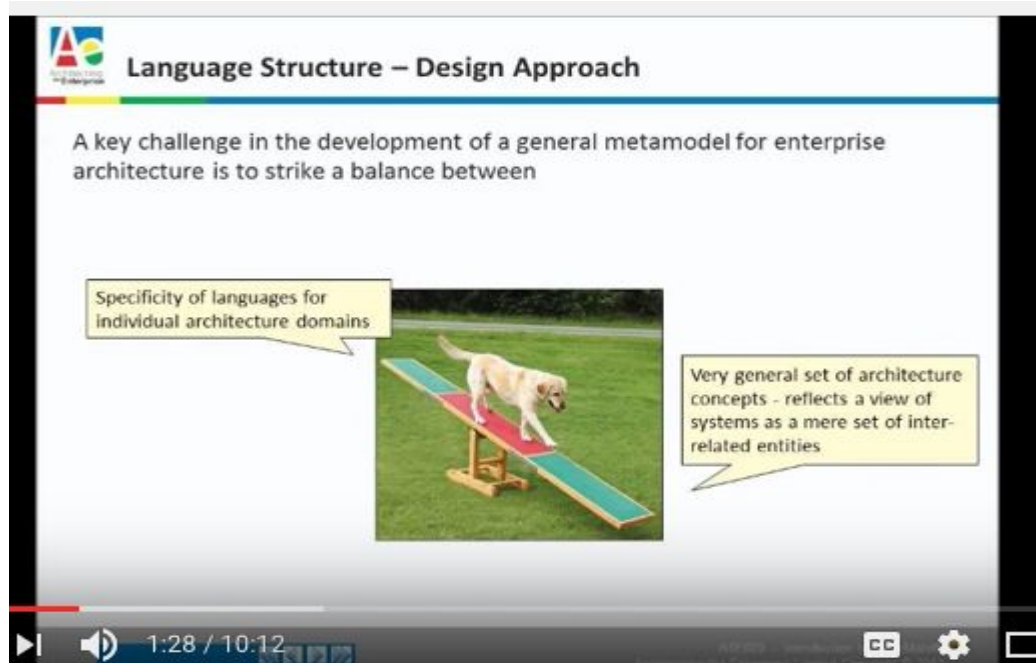 Language Structure – Design Approach
A key challenge in the development of a general metamodel for enterprise
architecture is to strike a balance between
Specificity of languages for
individual architecture domains
Very general set of architecture
concepts - reflects a view of
systems as a mere set of inter-
related entities
1:28 / 10:12
CC